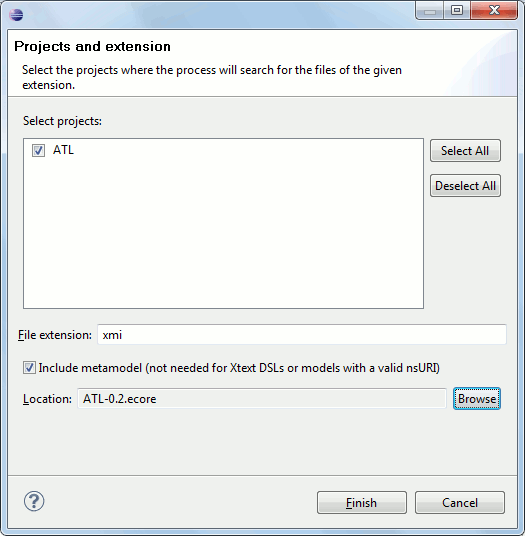 Projects and extension
Select the projects where the process will search for the files of the given
extension.
Select projects:
ATL
Select All
Deselect All
File extension: xmi
Include metamodel (not needed for Xtext DSLs or models with a valid nsURI)
Location: ATL-0.2.ecore Browse
? Finish Cancel